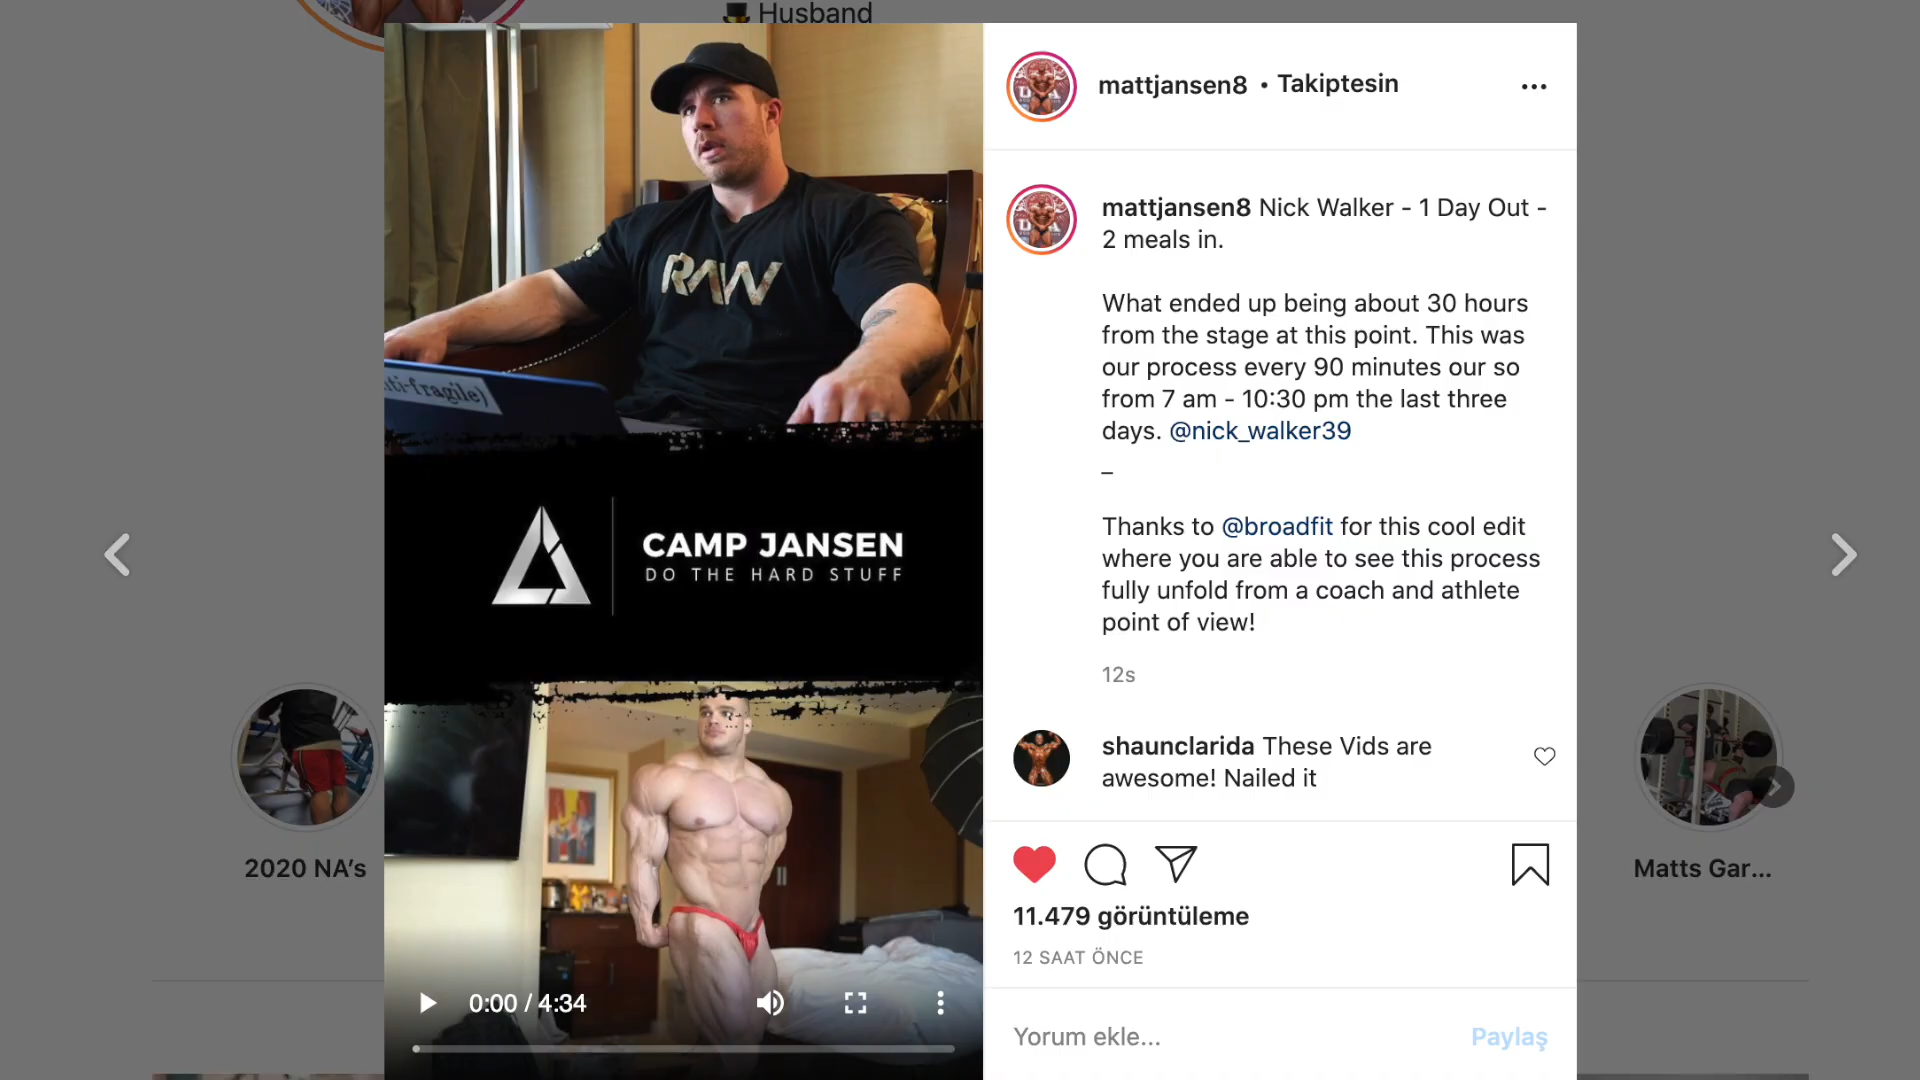 Husband
RAW
ti-fragile)
CAMP JANSEN
DO THE HARD STUFF
0:00 / 4:34
mattjansen8 • Takiptesin
mattjansen8 Nick Walker - 1 Day Out -
2 meals in.
What ended up being about 30 hours
from the stage at this point. This was
our process every 90 minutes our so
from 7 am - 10:30 pm the last three
days. @nick_walker39
–
Thanks to @broadfit for this cool edit
where you are able to see this process
fully unfold from a coach and athlete
point of view!
12s
shaunclarida These Vids are
awesome! Nailed it
11.479 görüntüleme
12 SAAT ÖNCE
Yorum ekle...
Paylaş
2020 NA’s
Matts Gar...